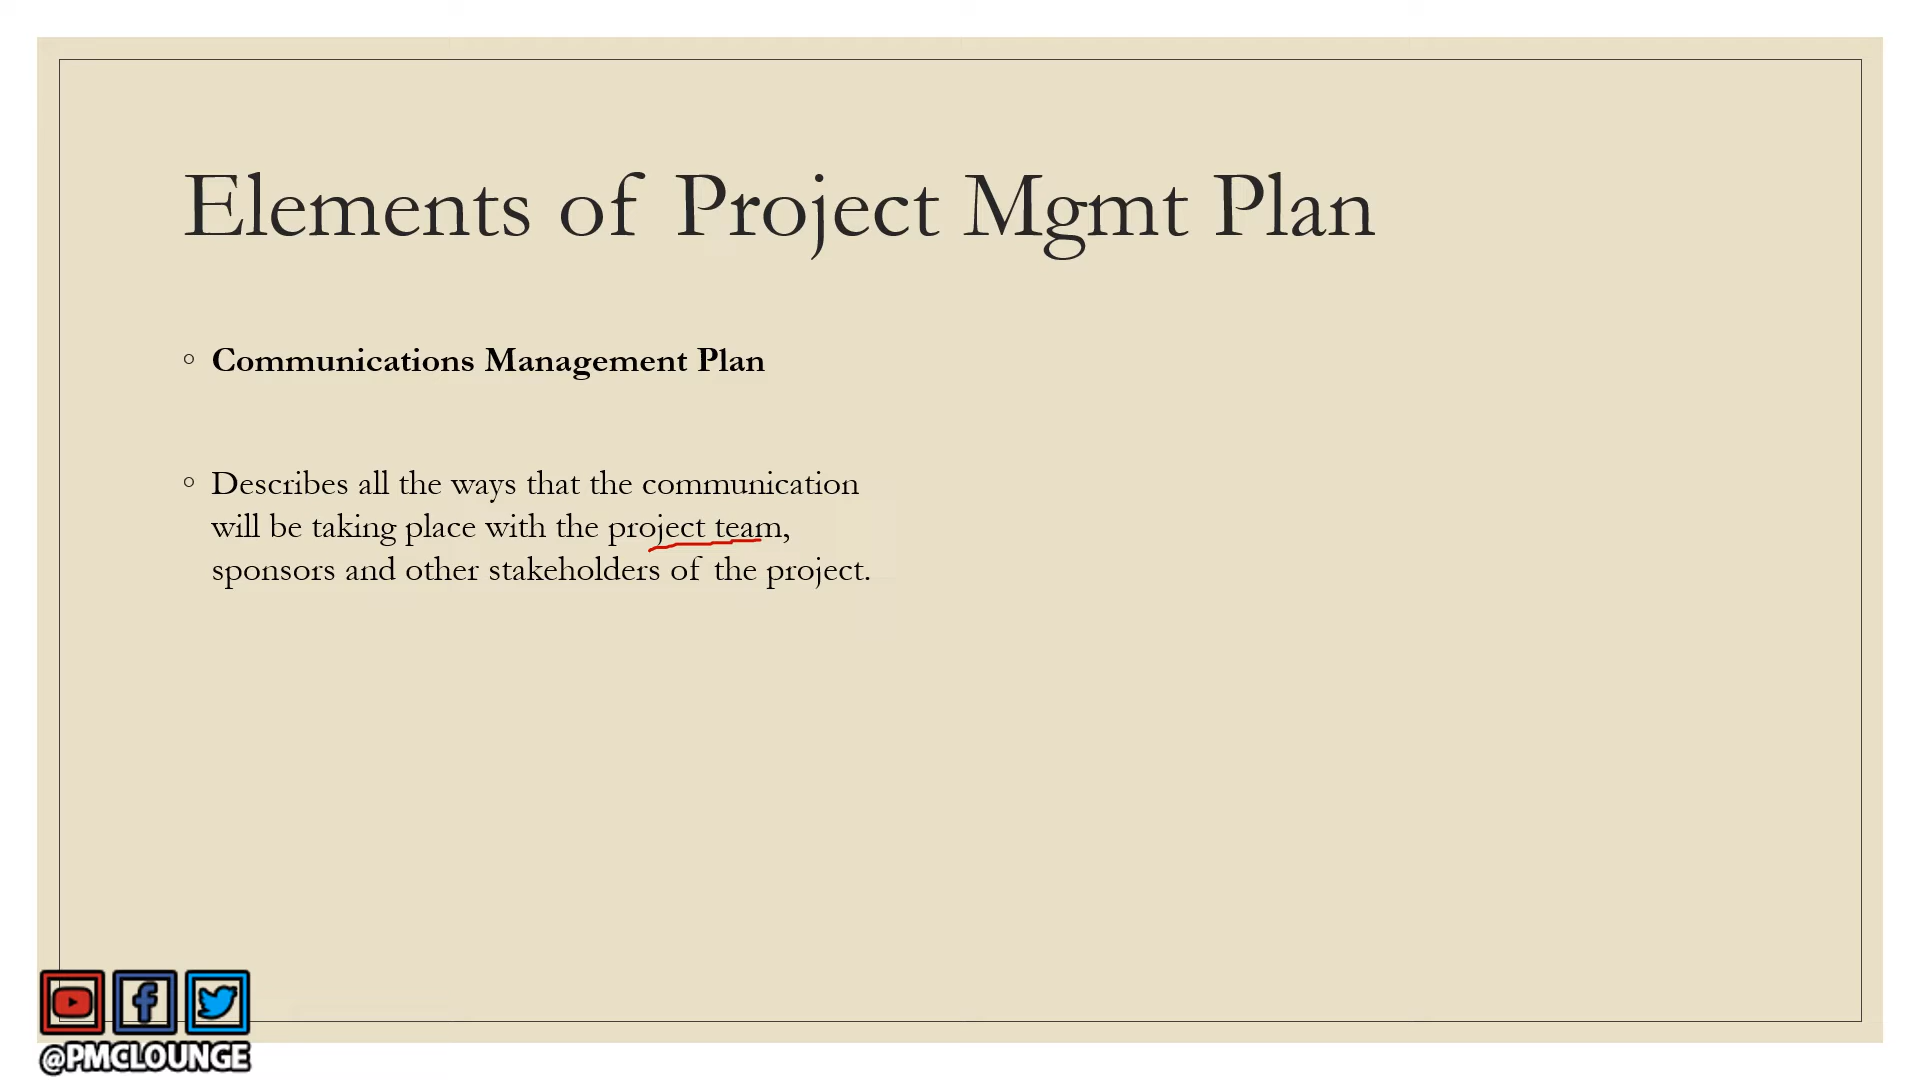 Elements of Project Mgmt Plan
Communications Management Plan
Describes all the ways that the communication
will be taking place with the project team,
sponsors and other stakeholders of the project.
@PMCLOUNGE